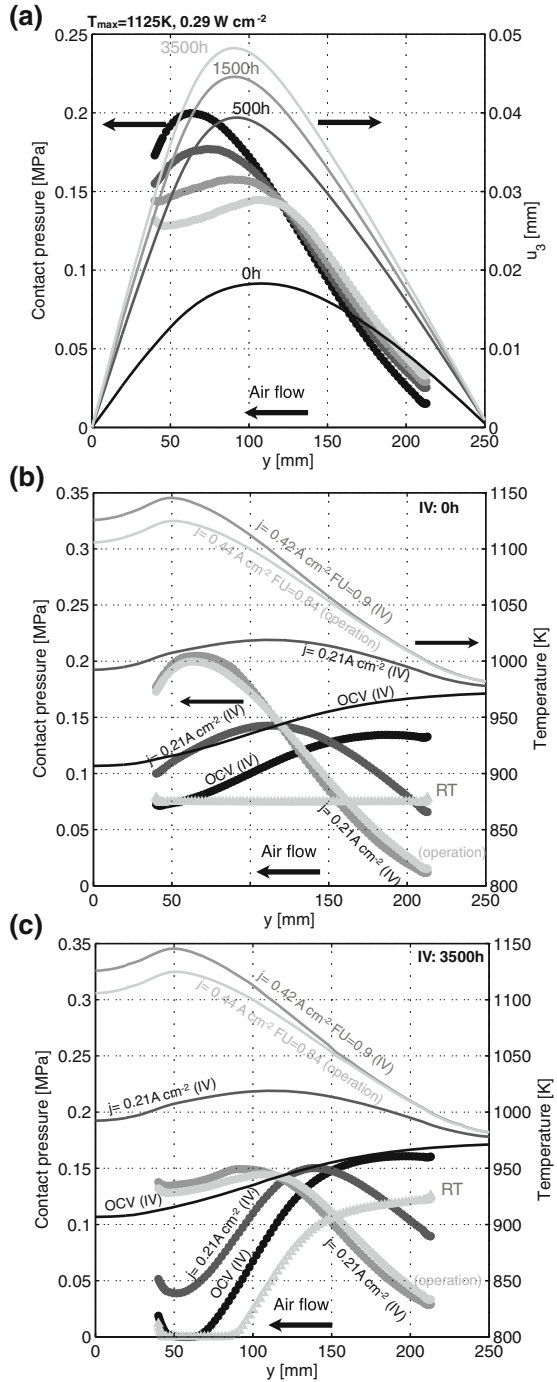 (a)
Tmax=1125K, 0.29 W cm-2
3500h
1500h
500h
0h
Air flow
0.25
0.2
0.15
0.1
0.05
0
Contact pressure [MPa]
0.05
0.04
0.03
0.02
0.01
0
u3 [mm]
0 50 100 150 200 250
y [mm]
(b)
IV: 0h
j= 0.42 A cm-2 FU=0.9 (IV)
j= 0.44 A cm-2 FU=0.84 (operation)
j= 0.21A cm-2 (IV)
OCV (IV)
j= 0.21A cm-2 (IV)
OCV (IV)
RT
j= 0.21A cm-2 (IV)
(operation)
Air flow
0.35
0.3
0.25
0.2
0.15
0.1
0.05
0
Contact pressure [MPa]
1150
1100
1050
1000
950
900
850
800
Temperature [K]
0 50 100 150 200 250
y [mm]
(c)
IV: 3500h
j= 0.42 A cm-2 FU=0.9 (IV)
j= 0.44 A cm-2 FU=0.84 (operation)
j= 0.21A cm-2 (IV)
OCV (IV)
j= 0.21A cm-2 (IV)
OCV (IV)
RT
j= 0.21A cm-2 (IV)
(operation)
Air flow
0.35
0.3
0.25
0.2
0.15
0.1
0.05
0
Contact pressure [MPa]
1150
1100
1050
1000
950
900
850
800
Temperature [K]
0 50 100 150 200 250
y [mm]